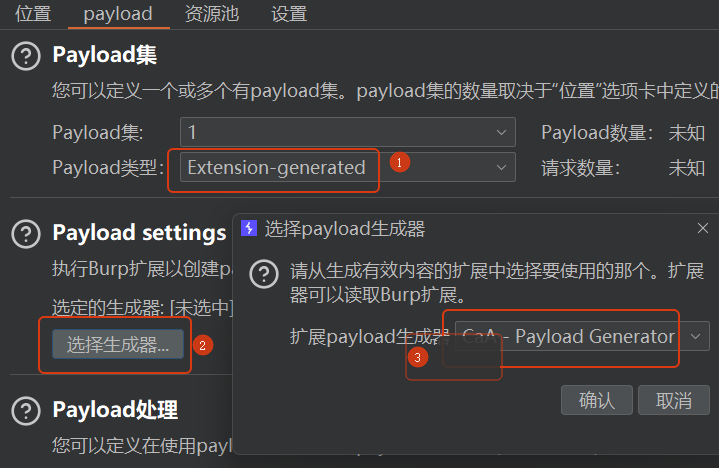 位置 payload 资源池 设置
Payload集
您可以定义一个或多个有payload集。payload集的数量取决于“位置”选项卡中定义的
Payload集: 1 Payload数量: 未知
Payload类型: Extension-generated 1 请求数量: 未知
Payload settings
执行Burp扩展以创建pa
选定的生成器: [未选中]
选择生成器... 2
选择payload生成器
请从生成有效内容的扩展中选择要使用的那个。扩展
器可以读取Burp扩展。
扩展payload生成器 CaA - Payload Generator
3
确认 取消
Payload处理
您可以定义在使用payl